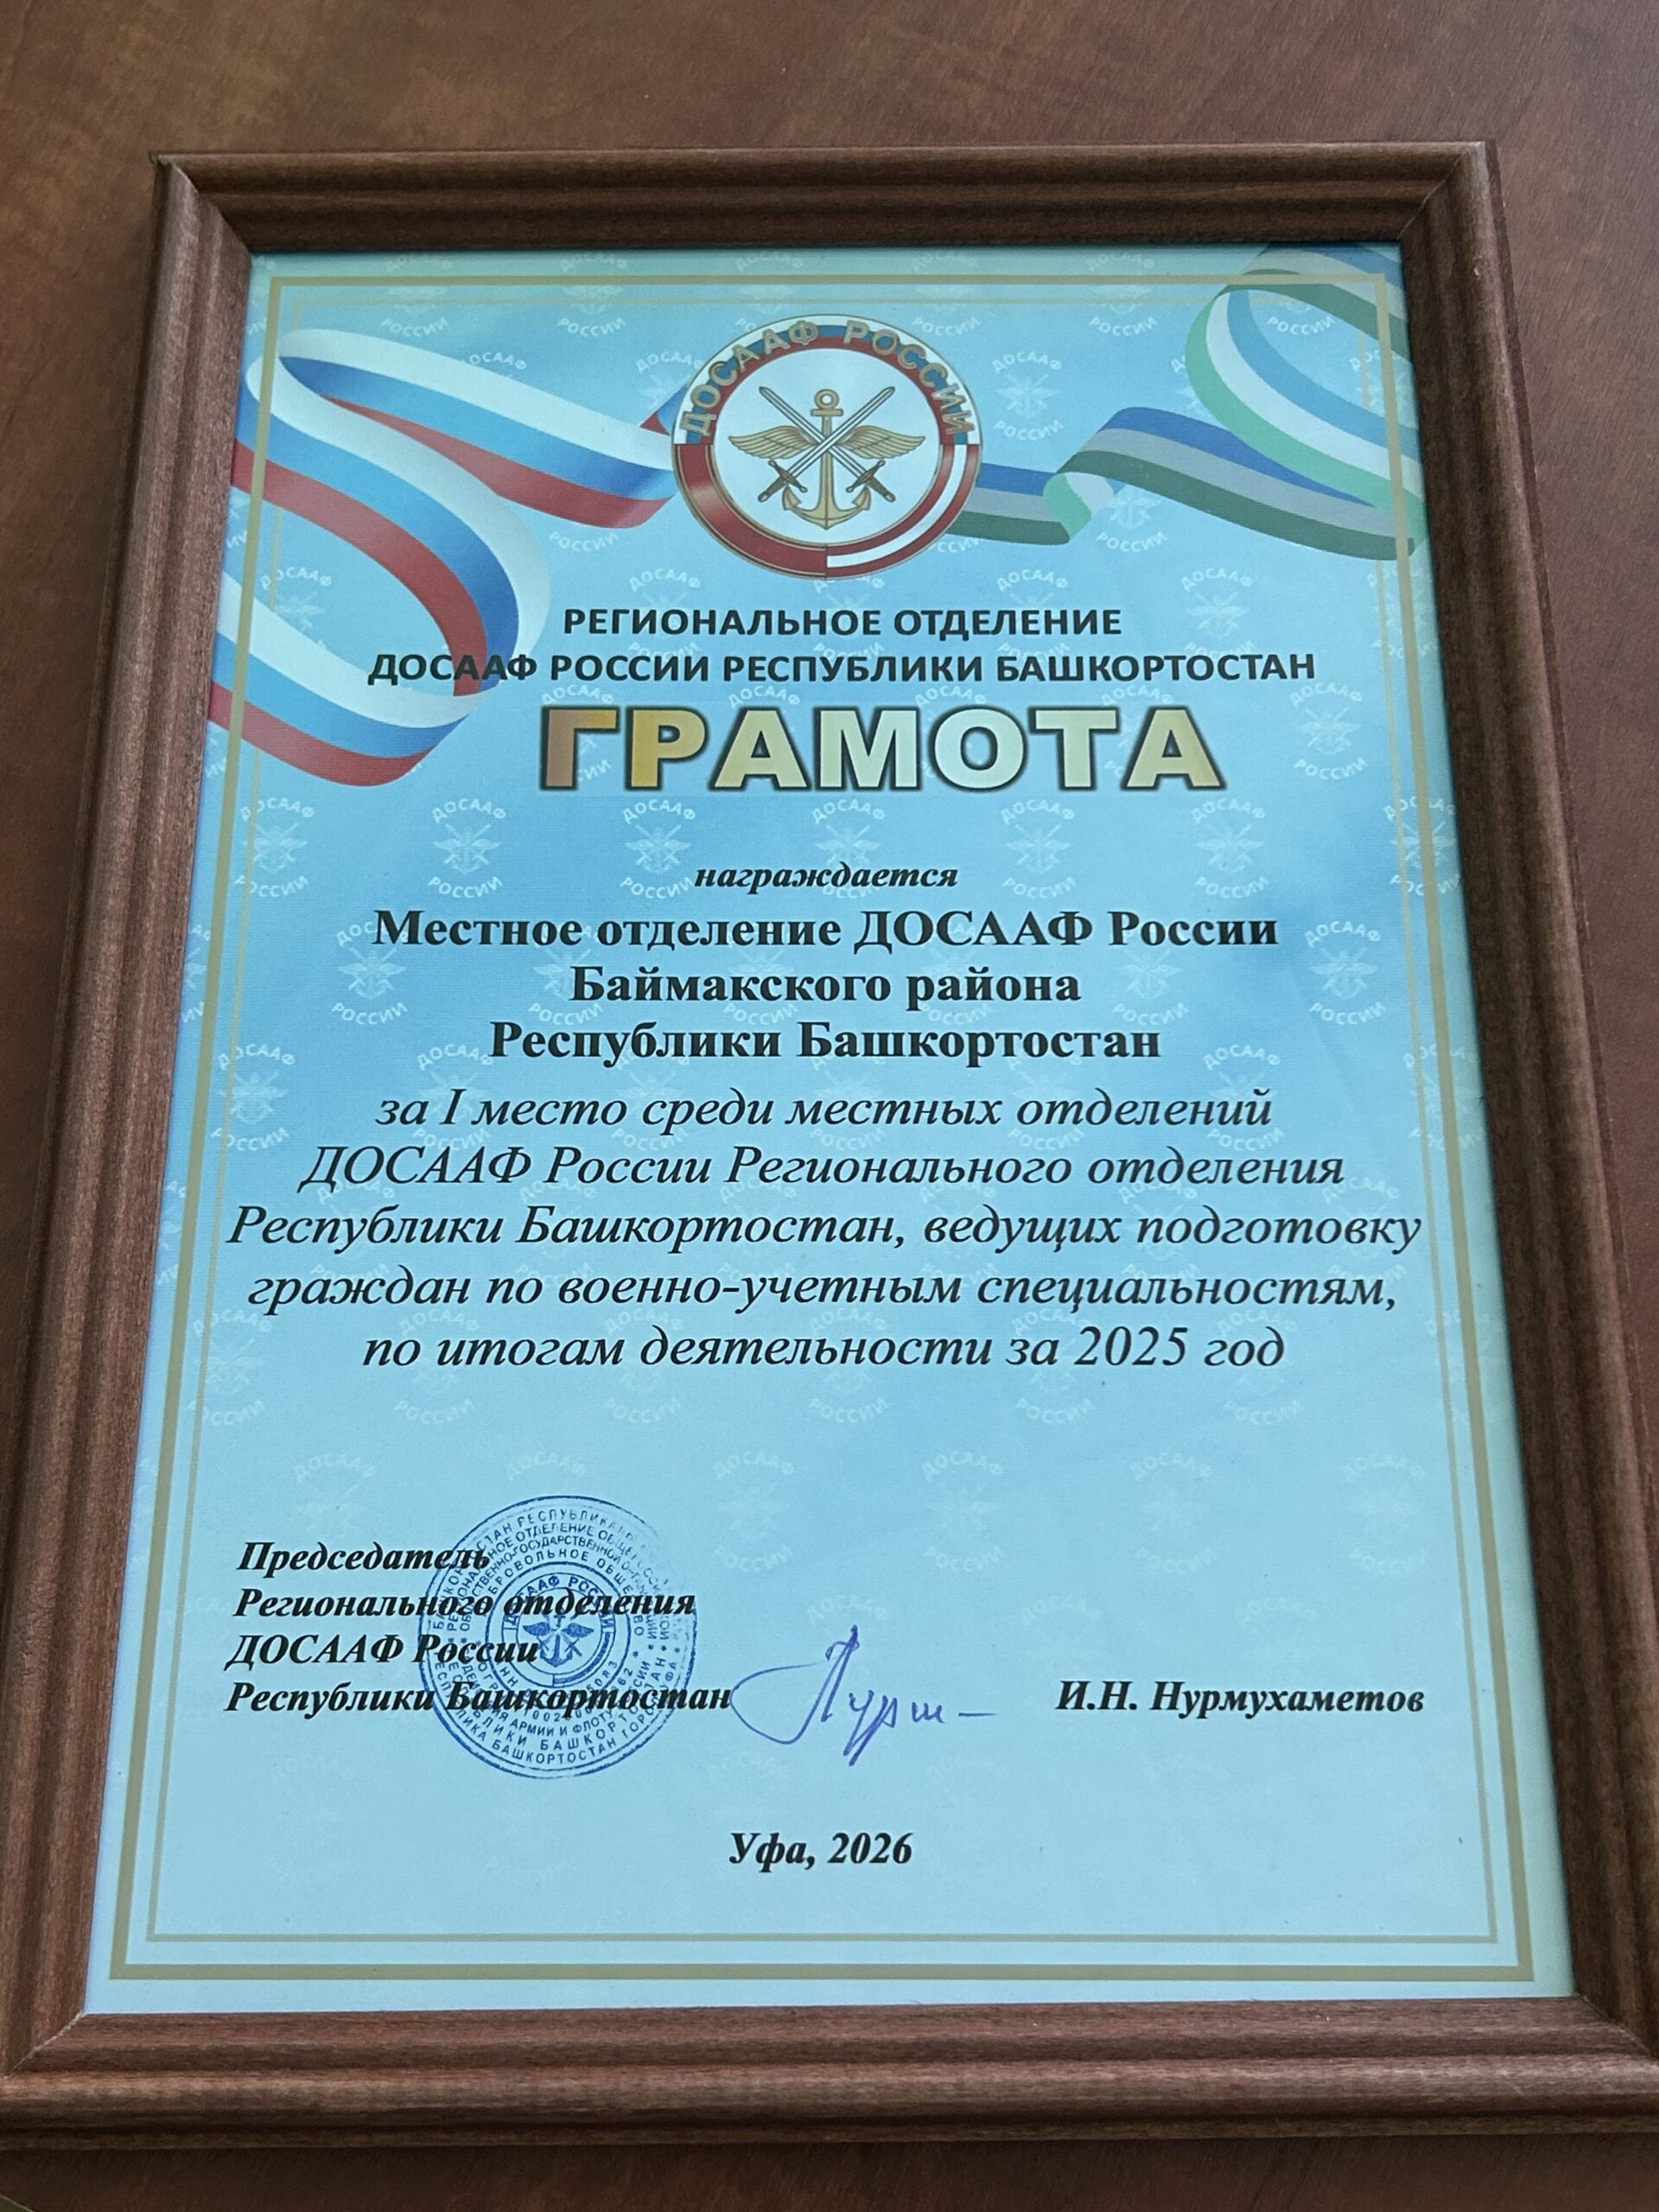 ДОСААФ РОССИИ
РЕГИОНАЛЬНОЕ ОТДЕЛЕНИЕ
ДОСААФ РОССИИ РЕСПУБЛИКИ БАШКОРТОСТАН
ГРАМОТА
награждается
Местное отделение ДОСААФ России
Баймакского района
Республики Башкортостан
за I место среди местных отделений
ДОСААФ России Регионального отделения
Республики Башкортостан, ведущих подготовку
граждан по военно-учетным специальностям,
по итогам деятельности за 2025 год
Председатель
Регионального отделения
ДОСААФ России
Республики Башкортостан
И.Н. Нурмухаметов
Уфа, 2026